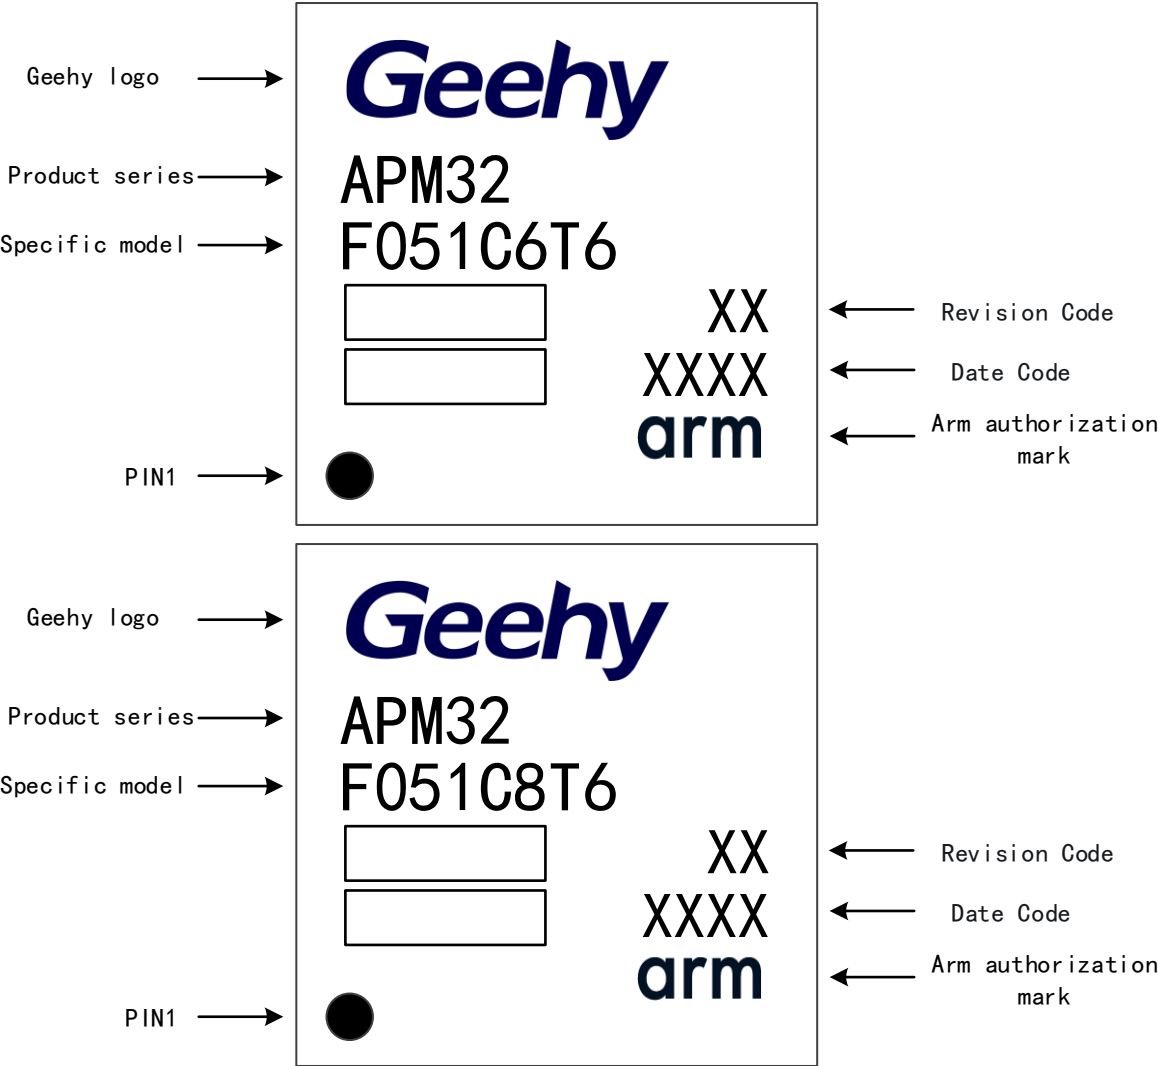 Geehy logo
Geehy
Product series
APM32
Specific model
F051C6T6
XX
Revision Code
XXXX
Date Code
arm
Arm authorization
mark
PIN1
Geehy logo
Geehy
Product series
APM32
Specific model
F051C8T6
XX
Revision Code
XXXX
Date Code
arm
Arm authorization
mark
PIN1